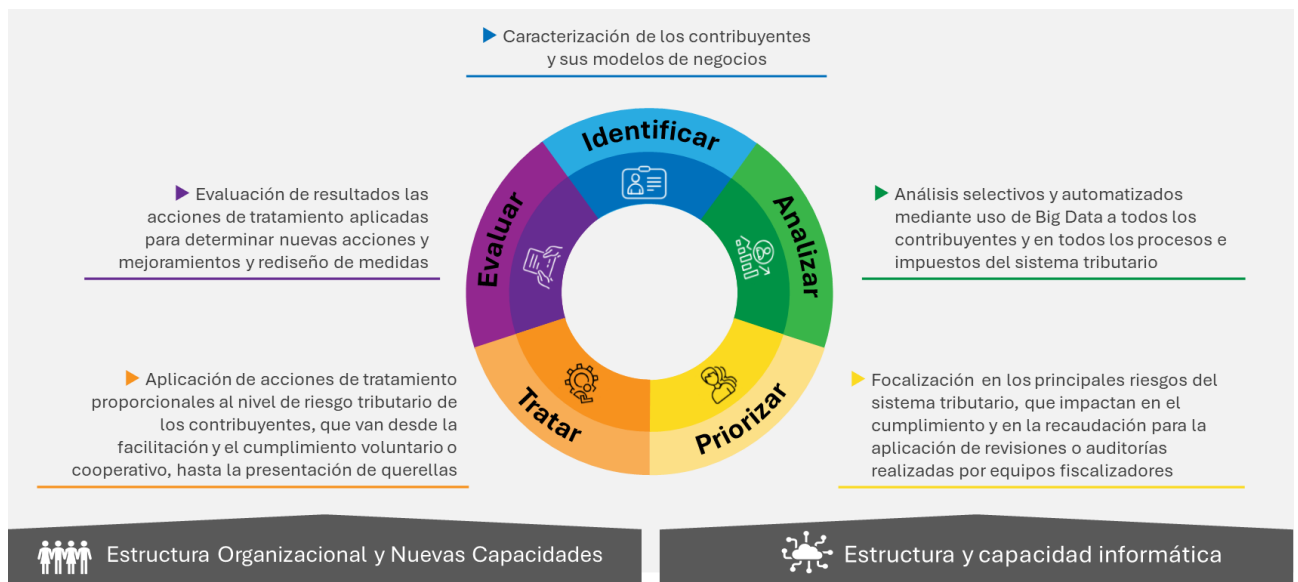 Caracterización de los contribuyentes
y sus modelos de negocios
Identificar
Analizar
Análisis selectivos y automatizados
mediante uso de Big Data a todos los
contribuyentes y en todos los procesos e
impuestos del sistema tributario
Priorizar
Focalización en los principales riesgos del
sistema tributario, que impactan en el
cumplimiento y en la recaudación para la
aplicación de revisiones o auditorías
realizadas por equipos fiscalizadores
Tratar
Aplicación de acciones de tratamiento
proporcionales al nivel de riesgo tributario de
los contribuyentes, que van desde la
facilitación y el cumplimiento voluntario o
cooperativo, hasta la presentación de querellas
Evaluar
Evaluación de resultados las
acciones de tratamiento aplicadas
para determinar nuevas acciones y
mejoramientos y rediseño de medidas
Estructura Organizacional y Nuevas Capacidades
Estructura y capacidad informática